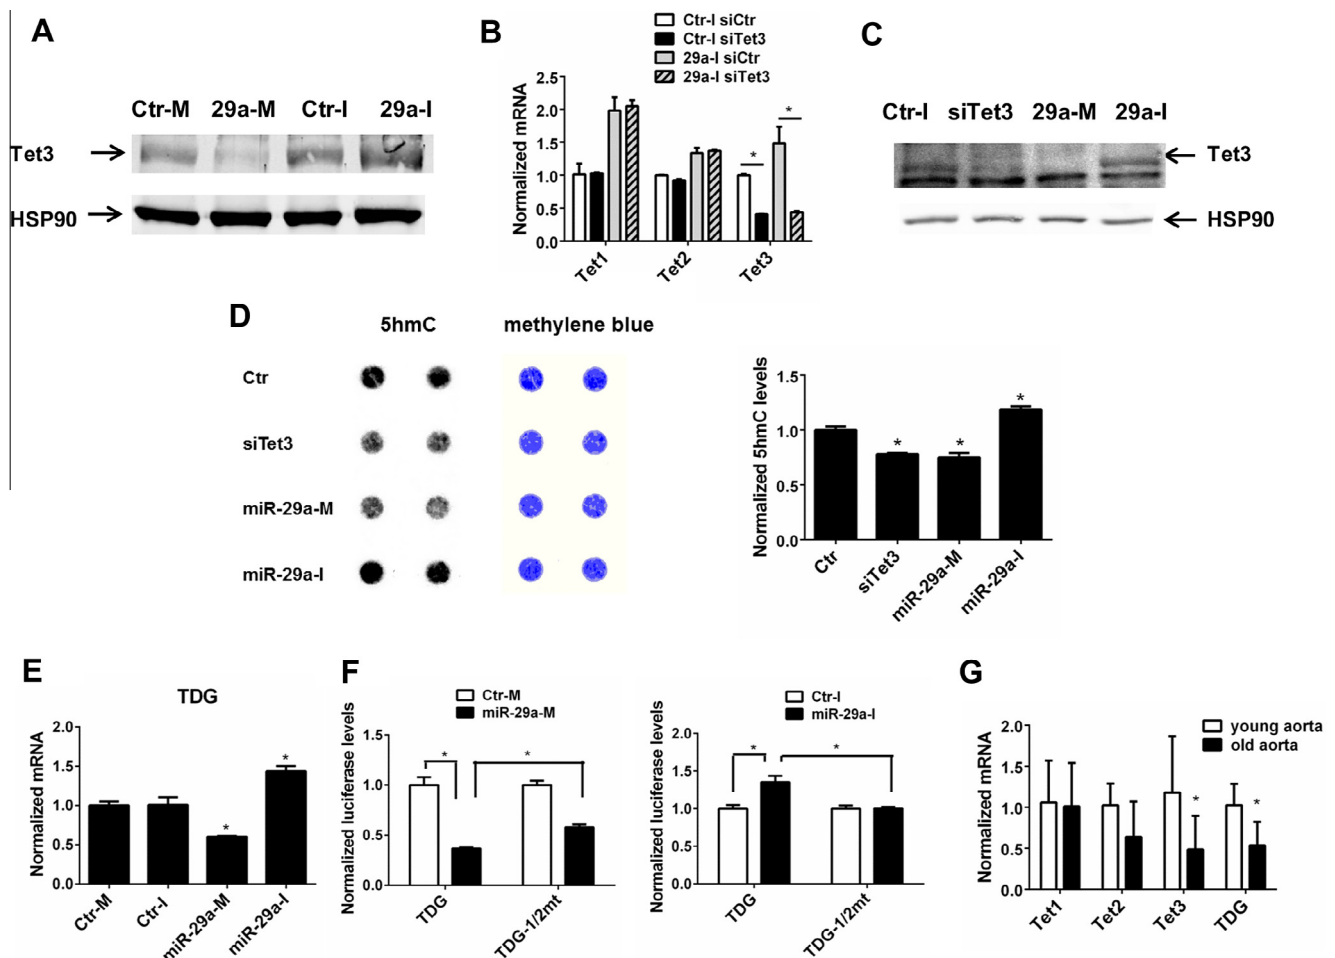 A
Ctr-M 29a-M Ctr-I 29a-I
Tet3
HSP90
B
Ctr-I siCtr
Ctr-I siTet3
29a-I siCtr
29a-I siTet3
Normalized mRNA
2.5
2.0
1.5
1.0
0.5
0.0
*
*
Tet1 Tet2 Tet3
C
Ctr-I siTet3 29a-M 29a-I
Tet3
HSP90
D
5hmC methylene blue
Ctr
siTet3
miR-29a-M
miR-29a-I
Normalized 5hmC levels
1.5
1.0
0.5
0.0
* * *
Ctr siTet3 miR-29a-M miR-29a-I
E
TDG
Normalized mRNA
2.0
1.5
1.0
0.5
0.0
* *
Ctr-M Ctr-I miR-29a-M miR-29a-I
F
Ctr-M
miR-29a-M
Normalized luciferase levels
1.5
1.0
0.5
0.0
* *
TDG TDG-1/2mt
Ctr-I
miR-29a-I
Normalized luciferase levels
2.0
1.5
1.0
0.5
0.0
* *
TDG TDG-1/2mt
G
young aorta
old aorta
Normalized mRNA
2.0
1.5
1.0
0.5
0.0
* *
Tet1 Tet2 Tet3 TDG